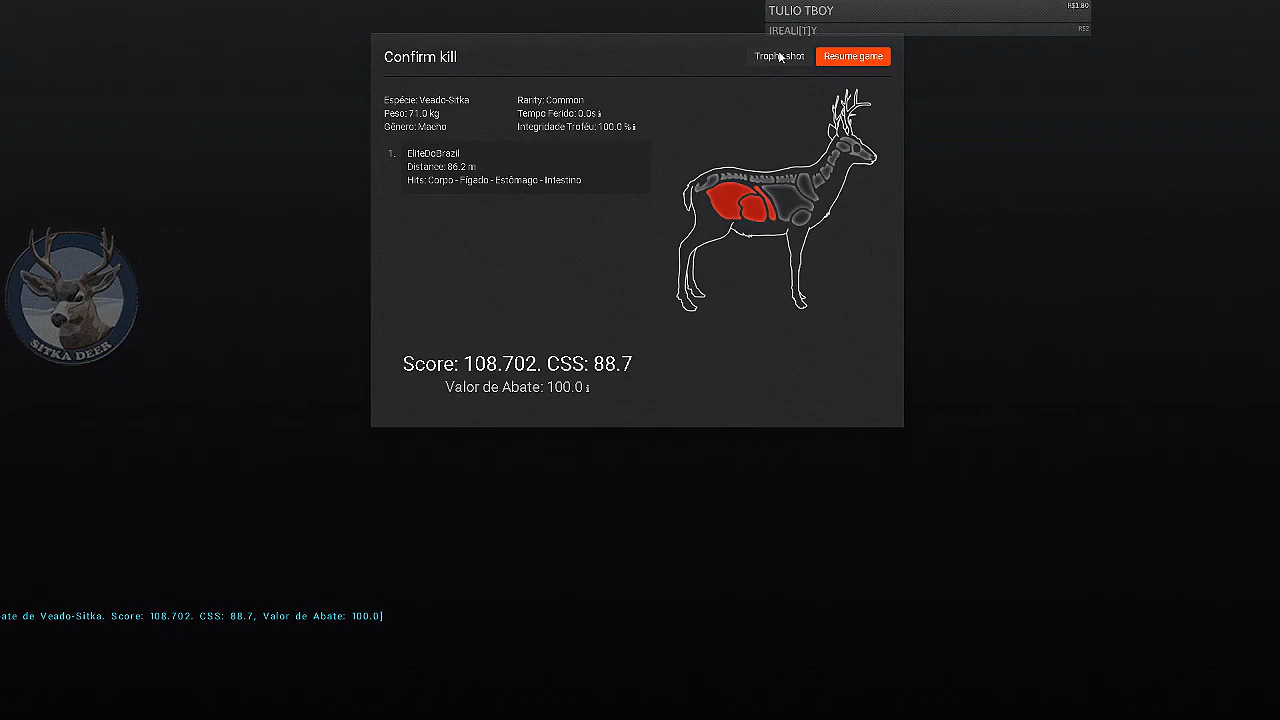 TULIO TBOY
R$1.80
!REALI[T]Y
R$2
Confirm kill
Trophy shot
Resume game
Espécie: Veado-Sitka
Rarity: Common
Peso: 71.0 kg
Tempo Ferido: 0.0s i
Gênero: Macho
Integridade Troféu: 100.0 % i
1.
EliteDoBrazil
Distance: 86.2 m
Hits: Corpo - Fígado - Estômago - Intestino
SITKA DEER
Score: 108.702. CSS: 88.7
Valor de Abate: 100.0 i
ate de Veado-Sitka. Score: 108.702. CSS: 88.7, Valor de Abate: 100.0]